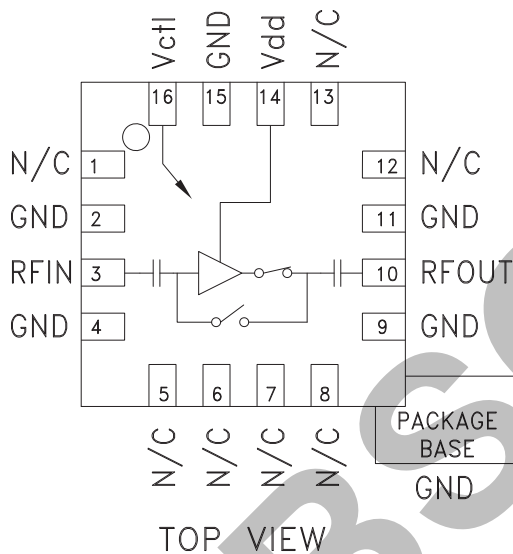 Vctl GND Vdd N/C
16 15 14 13
N/C 1 12 N/C
GND 2 11 GND
RFIN 3 10 RFOUT
GND 4 9 GND
5 6 7 8
N/C N/C N/C N/C
PACKAGE
BASE
GND
TOP VIEW